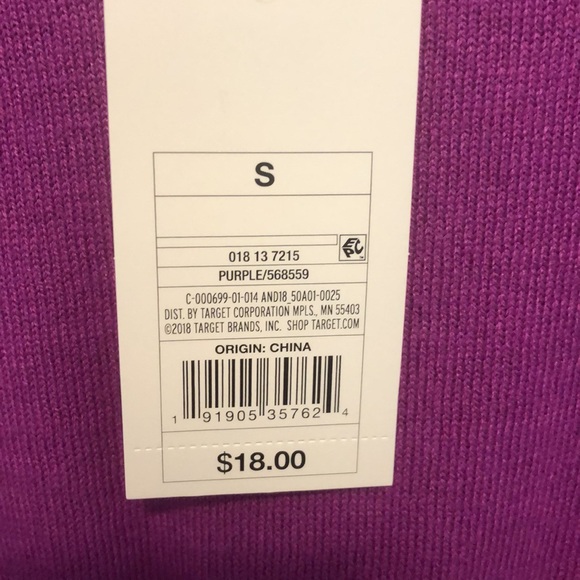 S
EPC
018 13 7215
PURPLE/568559
C-000699-01-014 AND18_50A01-0025
DIST. BY TARGET CORPORATION MPLS., MN 55403
©2018 TARGET BRANDS, INC. SHOP TARGET.COM
ORIGIN: CHINA
1 91905 35762 4
$18.00